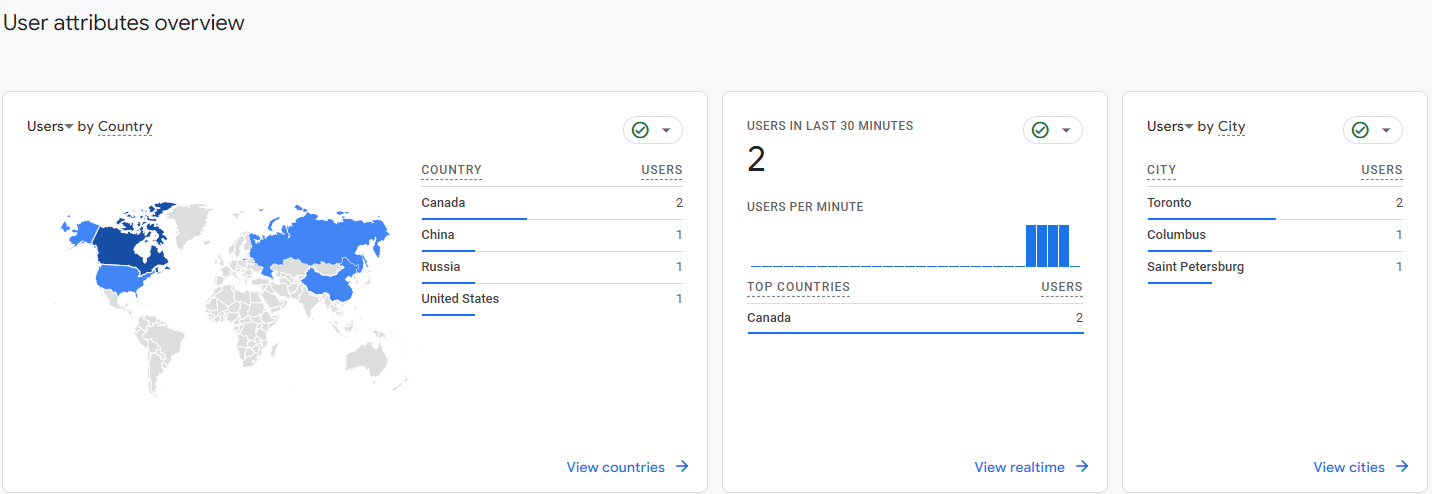 User attributes overview
Users by Country
COUNTRY USERS
Canada 2
China 1
Russia 1
United States 1
View countries
USERS IN LAST 30 MINUTES
2
USERS PER MINUTE
TOP COUNTRIES USERS
Canada 2
View realtime
Users by City
CITY USERS
Toronto 2
Columbus 1
Saint Petersburg 1
View cities